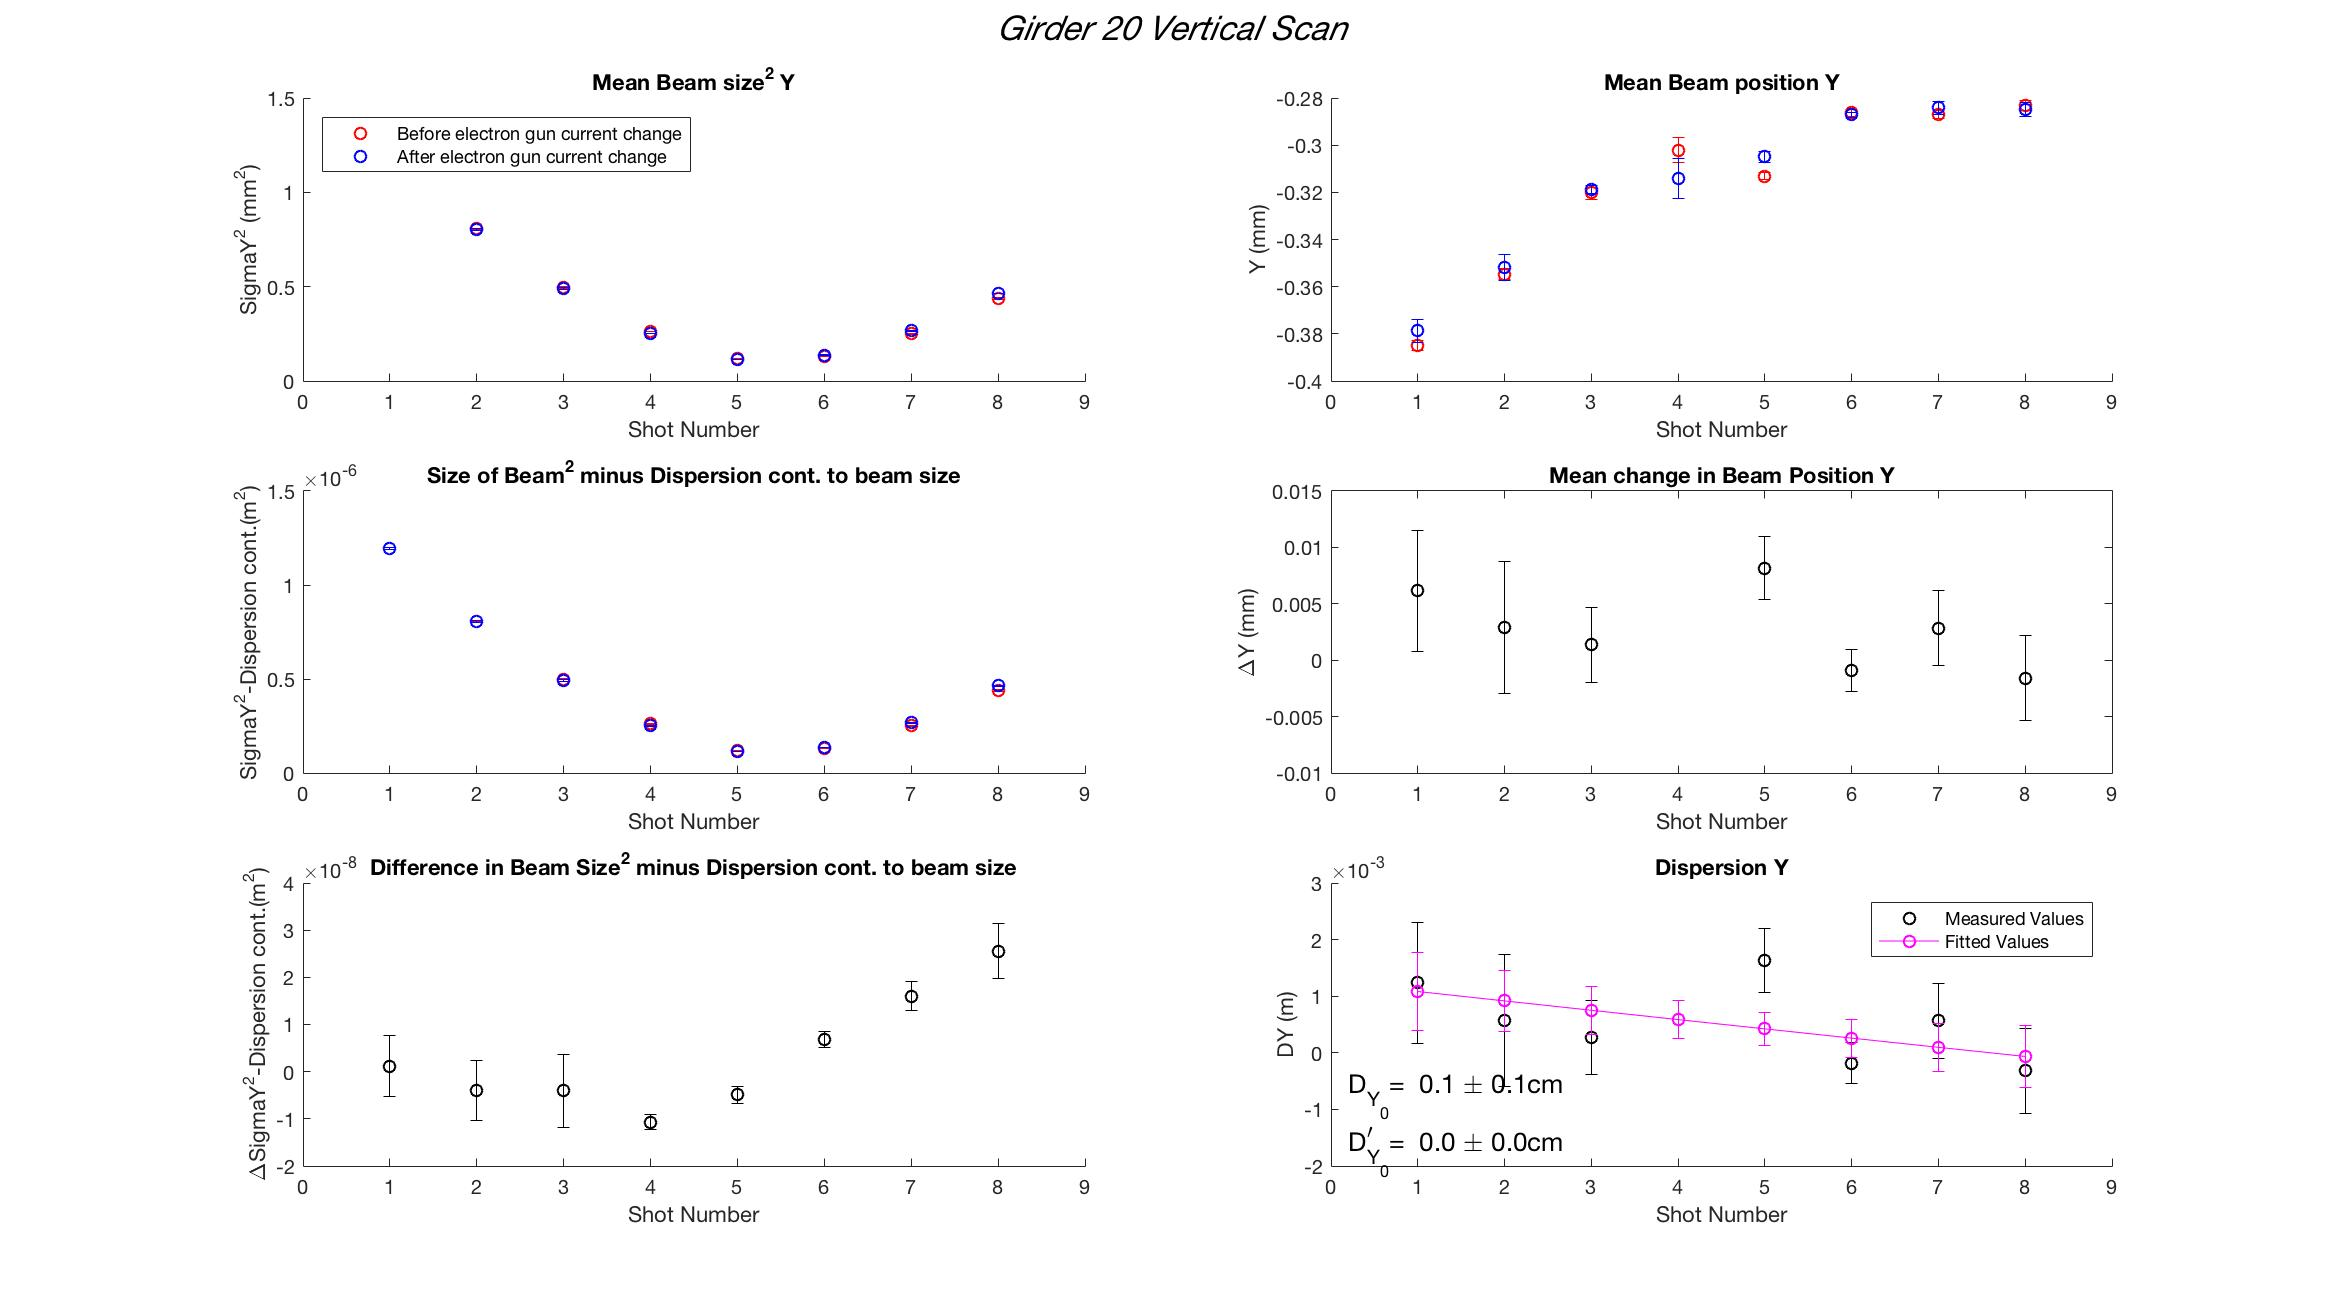 Girder 20 Vertical Scan
Mean Beam size² Y
SigmaY² (mm²)
1.5
1
0.5
0
Before electron gun current change
After electron gun current change
0 1 2 3 4 5 6 7 8 9
Shot Number
Mean Beam position Y
Y (mm)
-0.28
-0.3
-0.32
-0.34
-0.36
-0.38
-0.4
0 1 2 3 4 5 6 7 8 9
Shot Number
Size of Beam² minus Dispersion cont. to beam size
×10⁻⁶
SigmaY²-Dispersion cont.(m²)
1.5
1
0.5
0
0 1 2 3 4 5 6 7 8 9
Shot Number
Mean change in Beam Position Y
ΔY (mm)
0.015
0.01
0.005
0
-0.005
-0.01
0 1 2 3 4 5 6 7 8 9
Shot Number
Difference in Beam Size² minus Dispersion cont. to beam size
×10⁻⁸
ΔSigmaY²-Dispersion cont.(m²)
4
3
2
1
0
-1
-2
0 1 2 3 4 5 6 7 8 9
Shot Number
Dispersion Y
×10⁻³
DY (m)
3
2
1
0
-1
-2
Measured Values
Fitted Values
D_Y₀ = 0.1 ± 0.1cm
D′_Y₀ = 0.0 ± 0.0cm
0 1 2 3 4 5 6 7 8 9
Shot Number